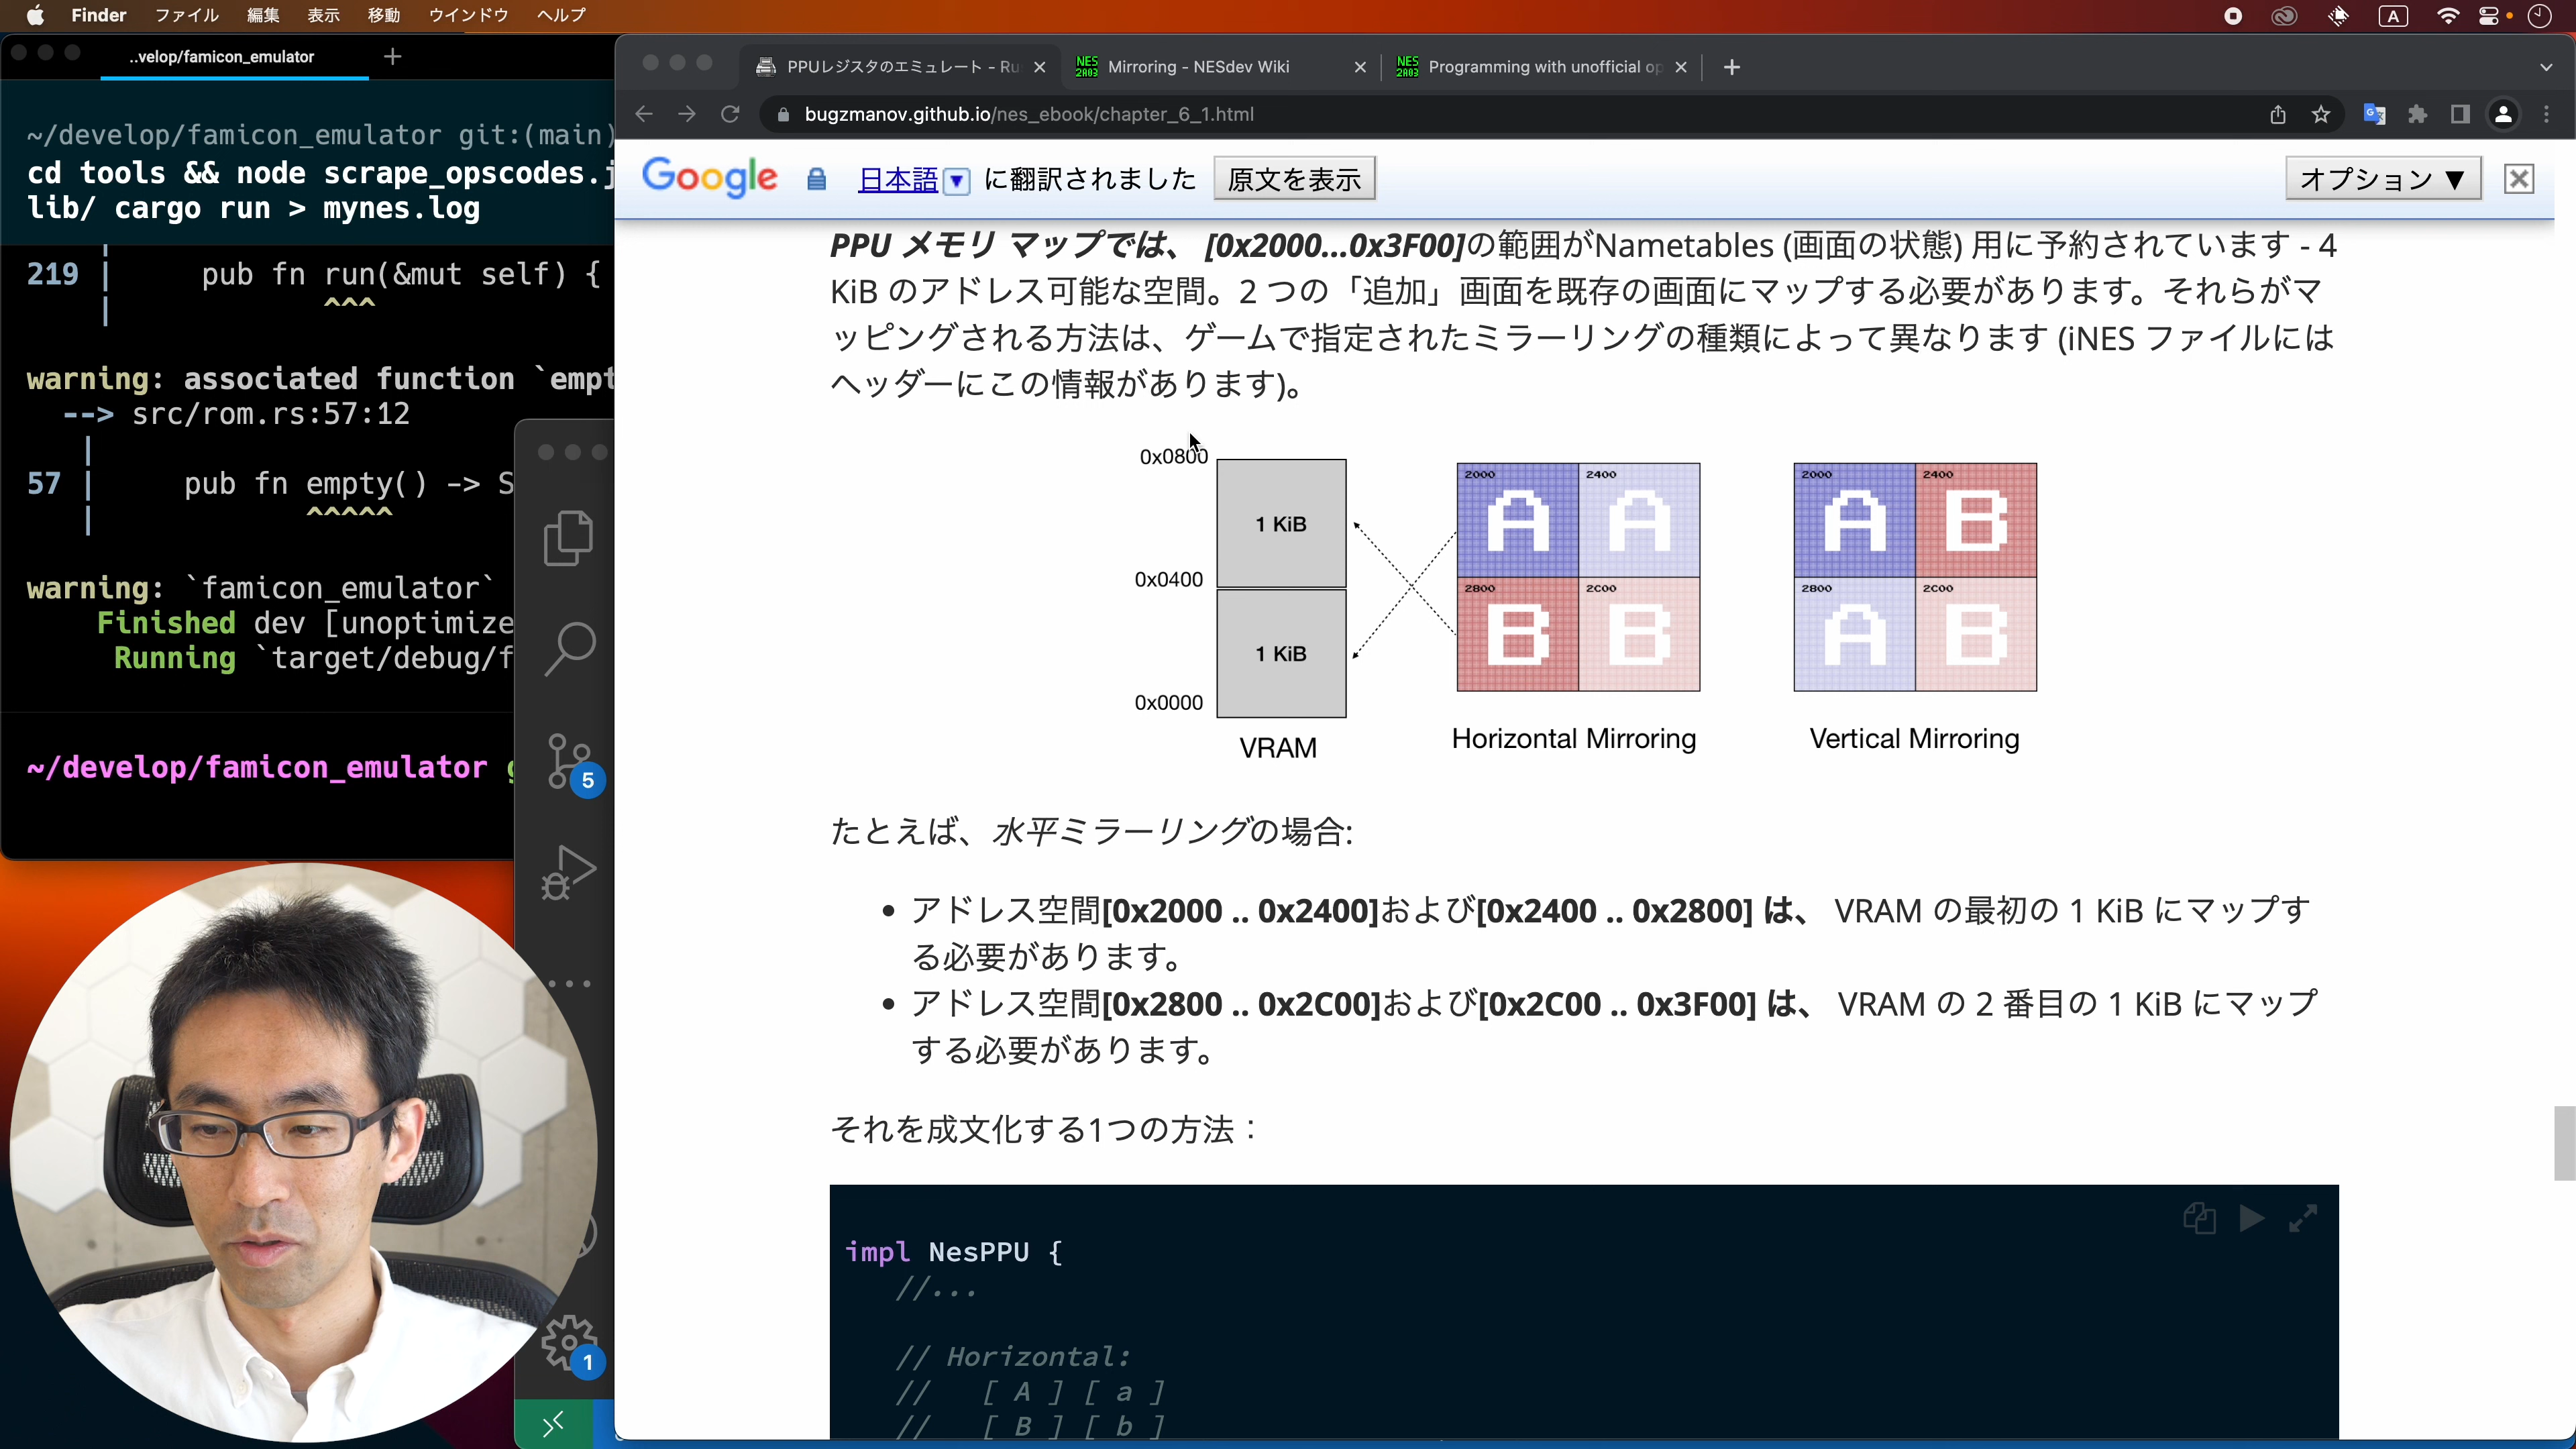 Finder ファイル 編集 表示 移動 ウインドウ ヘルプ
A
..velop/famicon_emulator
~/develop/famicon_emulator git:(main)
cd tools && node scrape_opscodes.j
lib/ cargo run > mynes.log
219 | pub fn run(&mut self) {
^^^
warning: associated function `empt
--> src/rom.rs:57:12
57 | pub fn empty() -> S
^^^^^
warning: `famicon_emulator`
Finished dev [unoptimize
Running `target/debug/f
~/develop/famicon_emulator g
5
1
PPUレジスタのエミュレート - Ru
NES 2A03 Mirroring - NESdev Wiki
NES 2A03 Programming with unofficial op
bugzmanov.github.io/nes_ebook/chapter_6_1.html
Google 日本語 に翻訳されました 原文を表示 オプション ▼
PPU メモリ マップでは、 [0x2000...0x3F00]の範囲がNametables (画面の状態) 用に予約されています - 4
KiB のアドレス可能な空間。2 つの「追加」画面を既存の画面にマップする必要があります。それらがマ
ッピングされる方法は、ゲームで指定されたミラーリングの種類によって異なります (iNES ファイルには
ヘッダーにこの情報があります)。
0x0800
1 KiB
0x0400
1 KiB
0x0000
VRAM
2000 A 2400 A
2800 B 2C00 B
Horizontal Mirroring
2000 A 2400 B
2800 A 2C00 B
Vertical Mirroring
たとえば、水平ミラーリングの場合:
• アドレス空間[0x2000 .. 0x2400]および[0x2400 .. 0x2800] は、 VRAM の最初の 1 KiB にマップす
る必要があります。
• アドレス空間[0x2800 .. 0x2C00]および[0x2C00 .. 0x3F00] は、 VRAM の 2 番目の 1 KiB にマップ
する必要があります。
それを成文化する1つの方法：
impl NesPPU {
//...
// Horizontal:
// [ A ] [ a ]
// [ B ] [ b ]